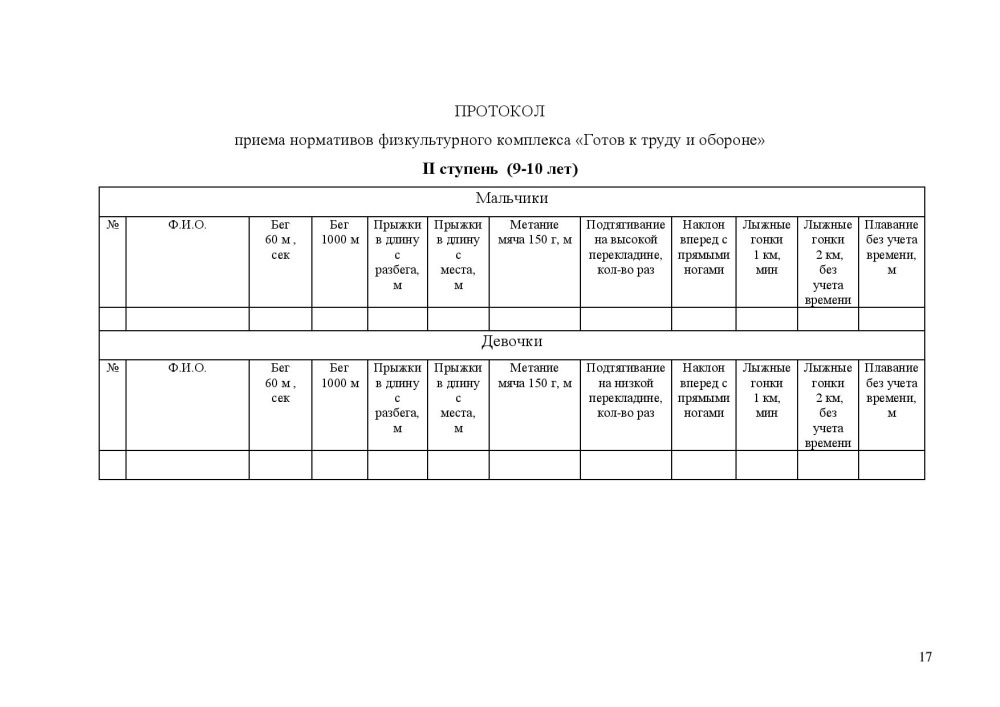 ПРОТОКОЛ
приема нормативов физкультурного комплекса «Готов к труду и обороне»
II ступень (9-10 лет)
Мальчики
№ Ф.И.О. Бег Бег Прыжки Прыжки Метание Подтягивание Наклон Лыжные Лыжные Плавание
60 м , 1000 м в длину в длину мяча 150 г, м на высокой вперед с гонки гонки без учета
сек с с перекладине, прямыми 1 км, 2 км, времени,
разбега, места, кол-во раз ногами мин без м
м м учета
времени
Девочки
№ Ф.И.О. Бег Бег Прыжки Прыжки Метание Подтягивание Наклон Лыжные Лыжные Плавание
60 м , 1000 м в длину в длину мяча 150 г, м на низкой вперед с гонки гонки без учета
сек с с перекладине, прямыми 1 км, 2 км, времени,
разбега, места, кол-во раз ногами мин без м
м м учета
времени
17